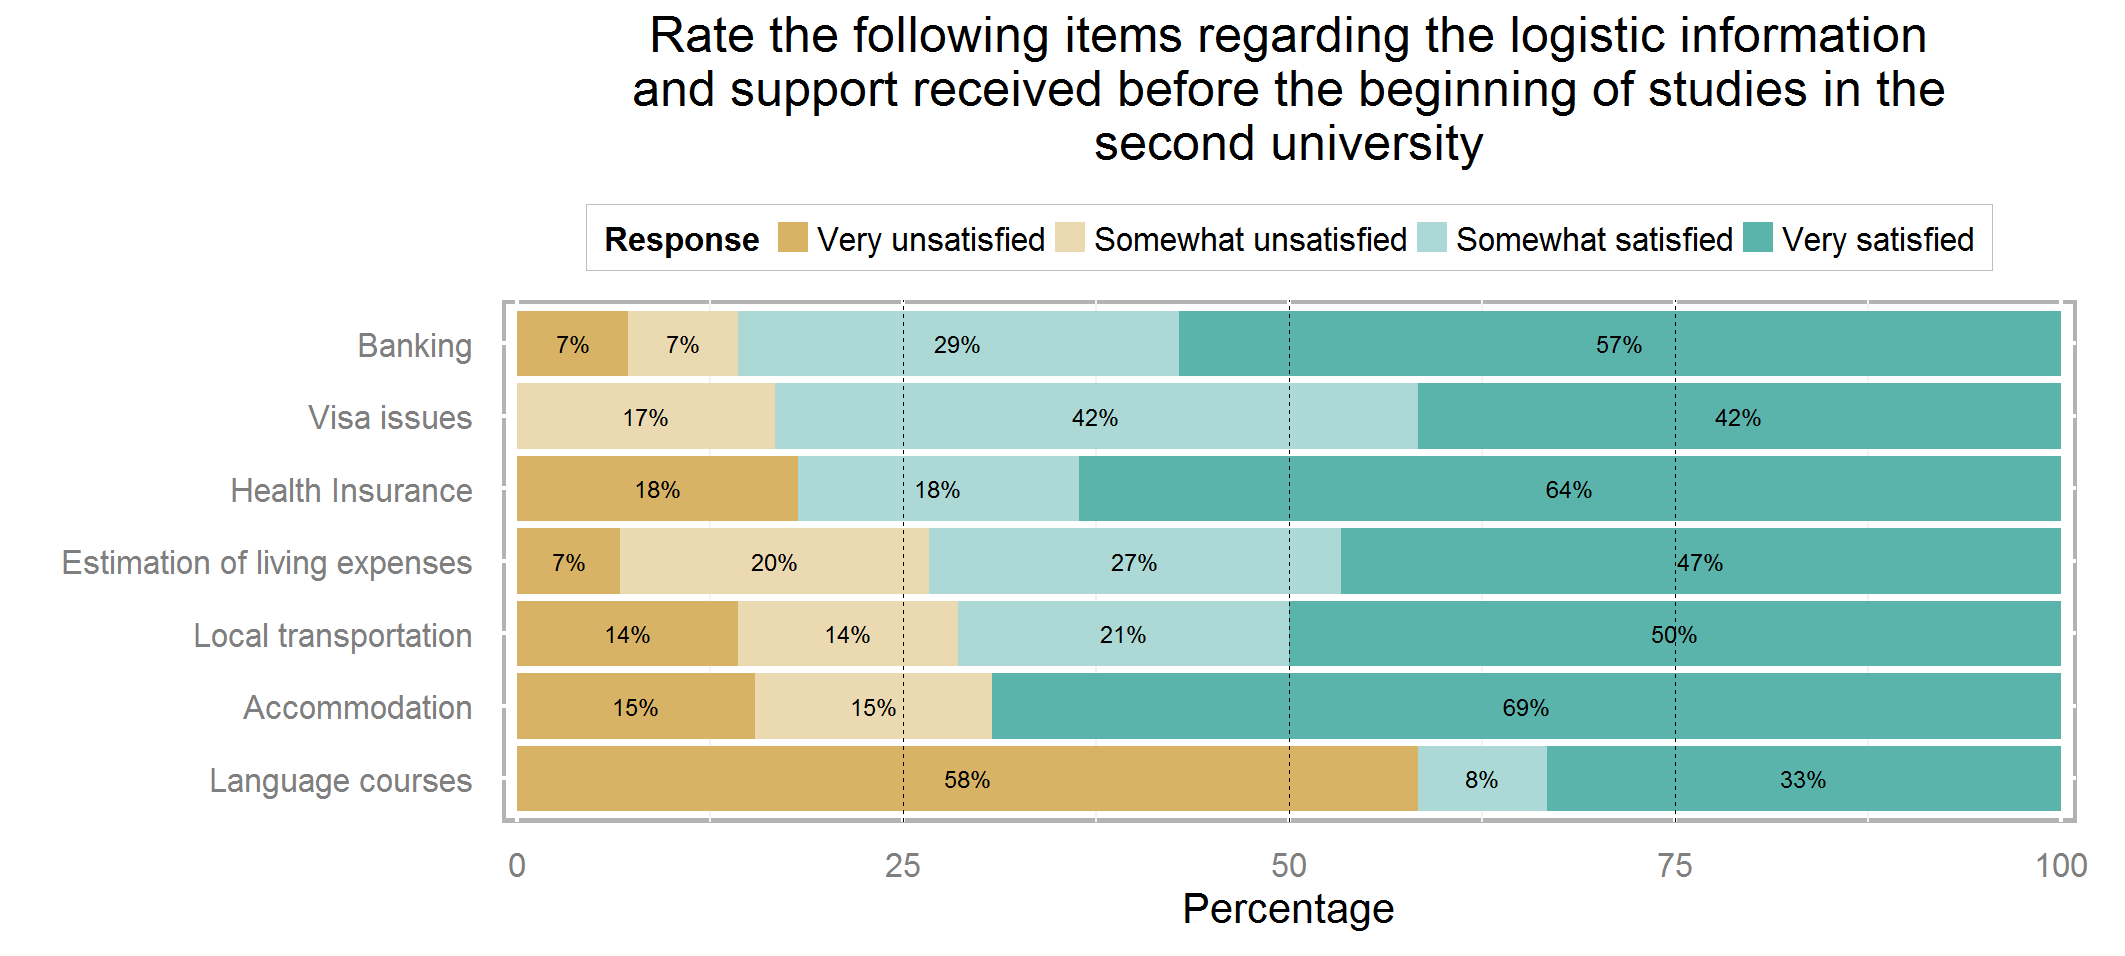 Rate the following items regarding the logistic information
and support received before the beginning of studies in the
second university
Response Very unsatisfied Somewhat unsatisfied Somewhat satisfied Very satisfied
Banking 7% 7% 29% 57%
Visa issues 17% 42% 42%
Health Insurance 18% 18% 64%
Estimation of living expenses 7% 20% 27% 47%
Local transportation 14% 14% 21% 50%
Accommodation 15% 15% 69%
Language courses 58% 8% 33%
0 25 50 75 100
Percentage